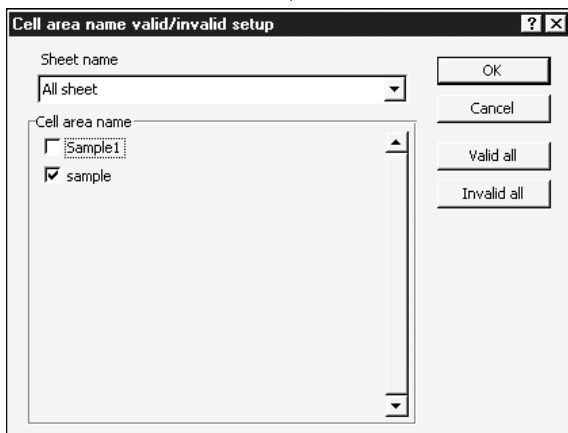 Cell area name valid/invalid setup
Sheet name
All sheet
OK
Cancel
Cell area name
Sample1
sample
Valid all
Invalid all